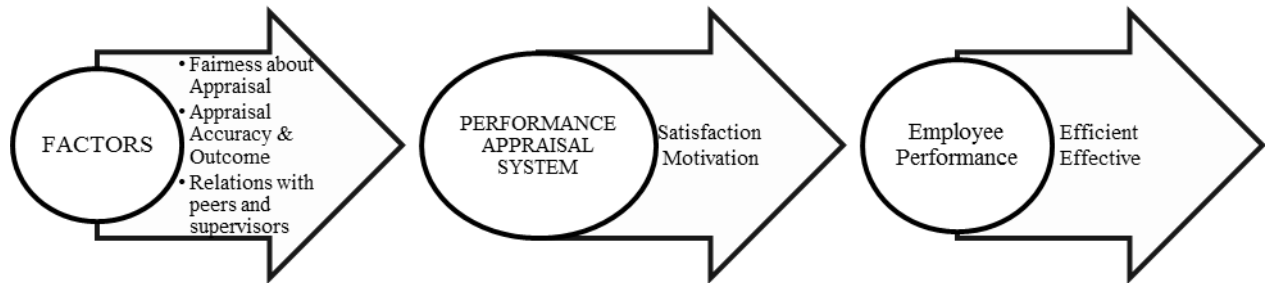 FACTORS
• Fairness about
Appraisal
• Appraisal
Accuracy &
Outcome
• Relations with
peers and
supervisors
PERFORMANCE
APPRAISAL
SYSTEM
Satisfaction
Motivation
Employee
Performance
Efficient
Effective